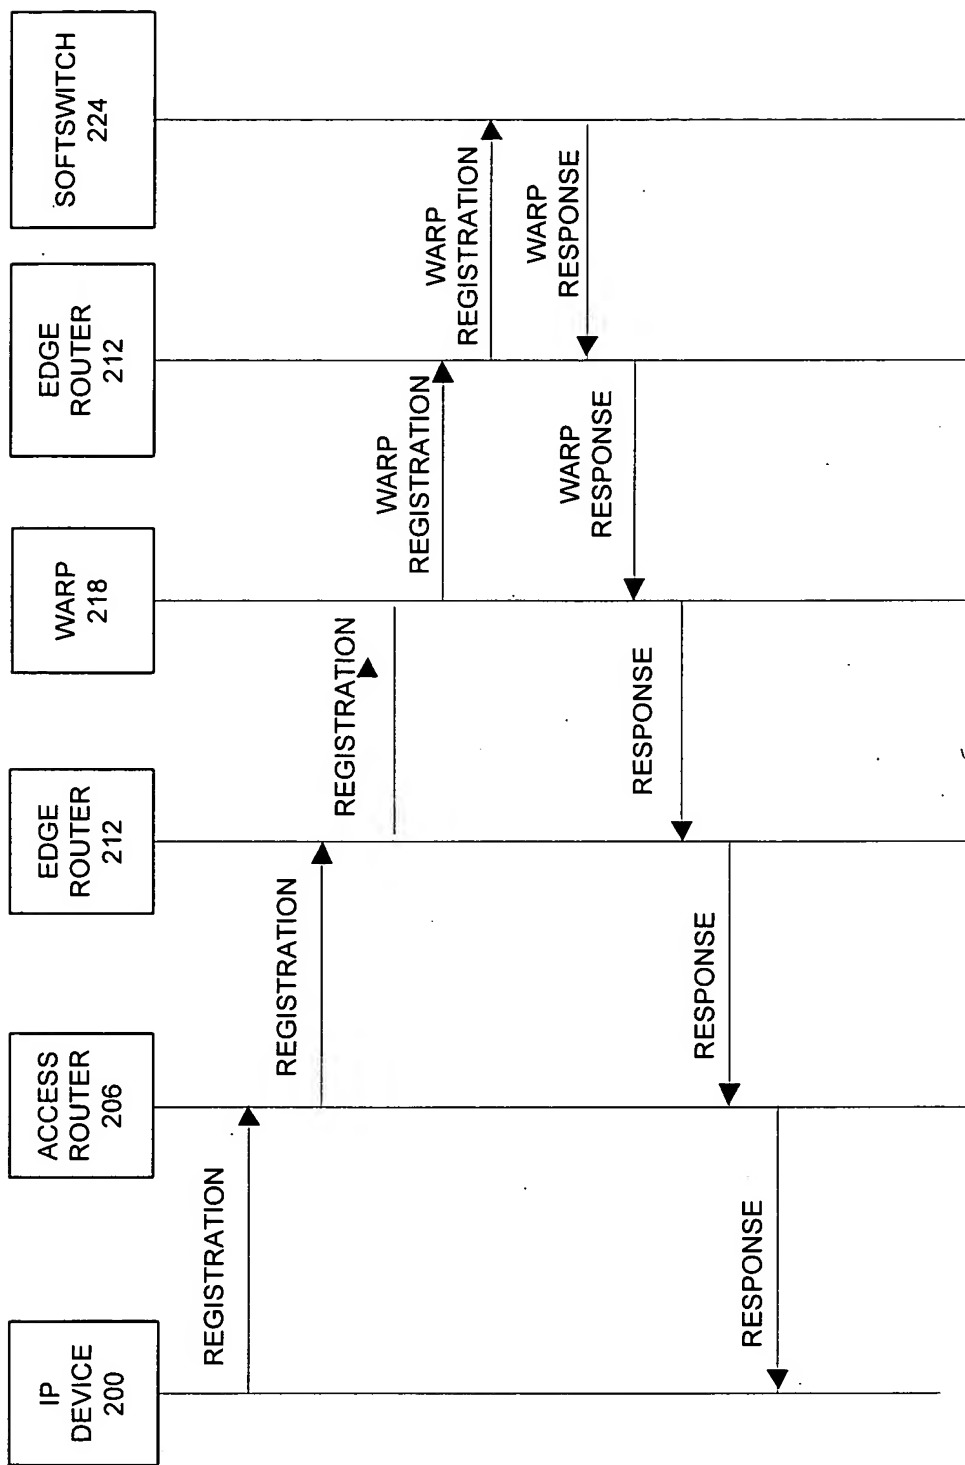 IP
DEVICE
200
ACCESS
ROUTER
206
EDGE
ROUTER
212
WARP
218
EDGE
ROUTER
212
SOFTSWITCH
224
REGISTRATION
REGISTRATION
REGISTRATION
WARP
REGISTRATION
WARP
REGISTRATION
WARP
RESPONSE
WARP
RESPONSE
RESPONSE
RESPONSE
RESPONSE